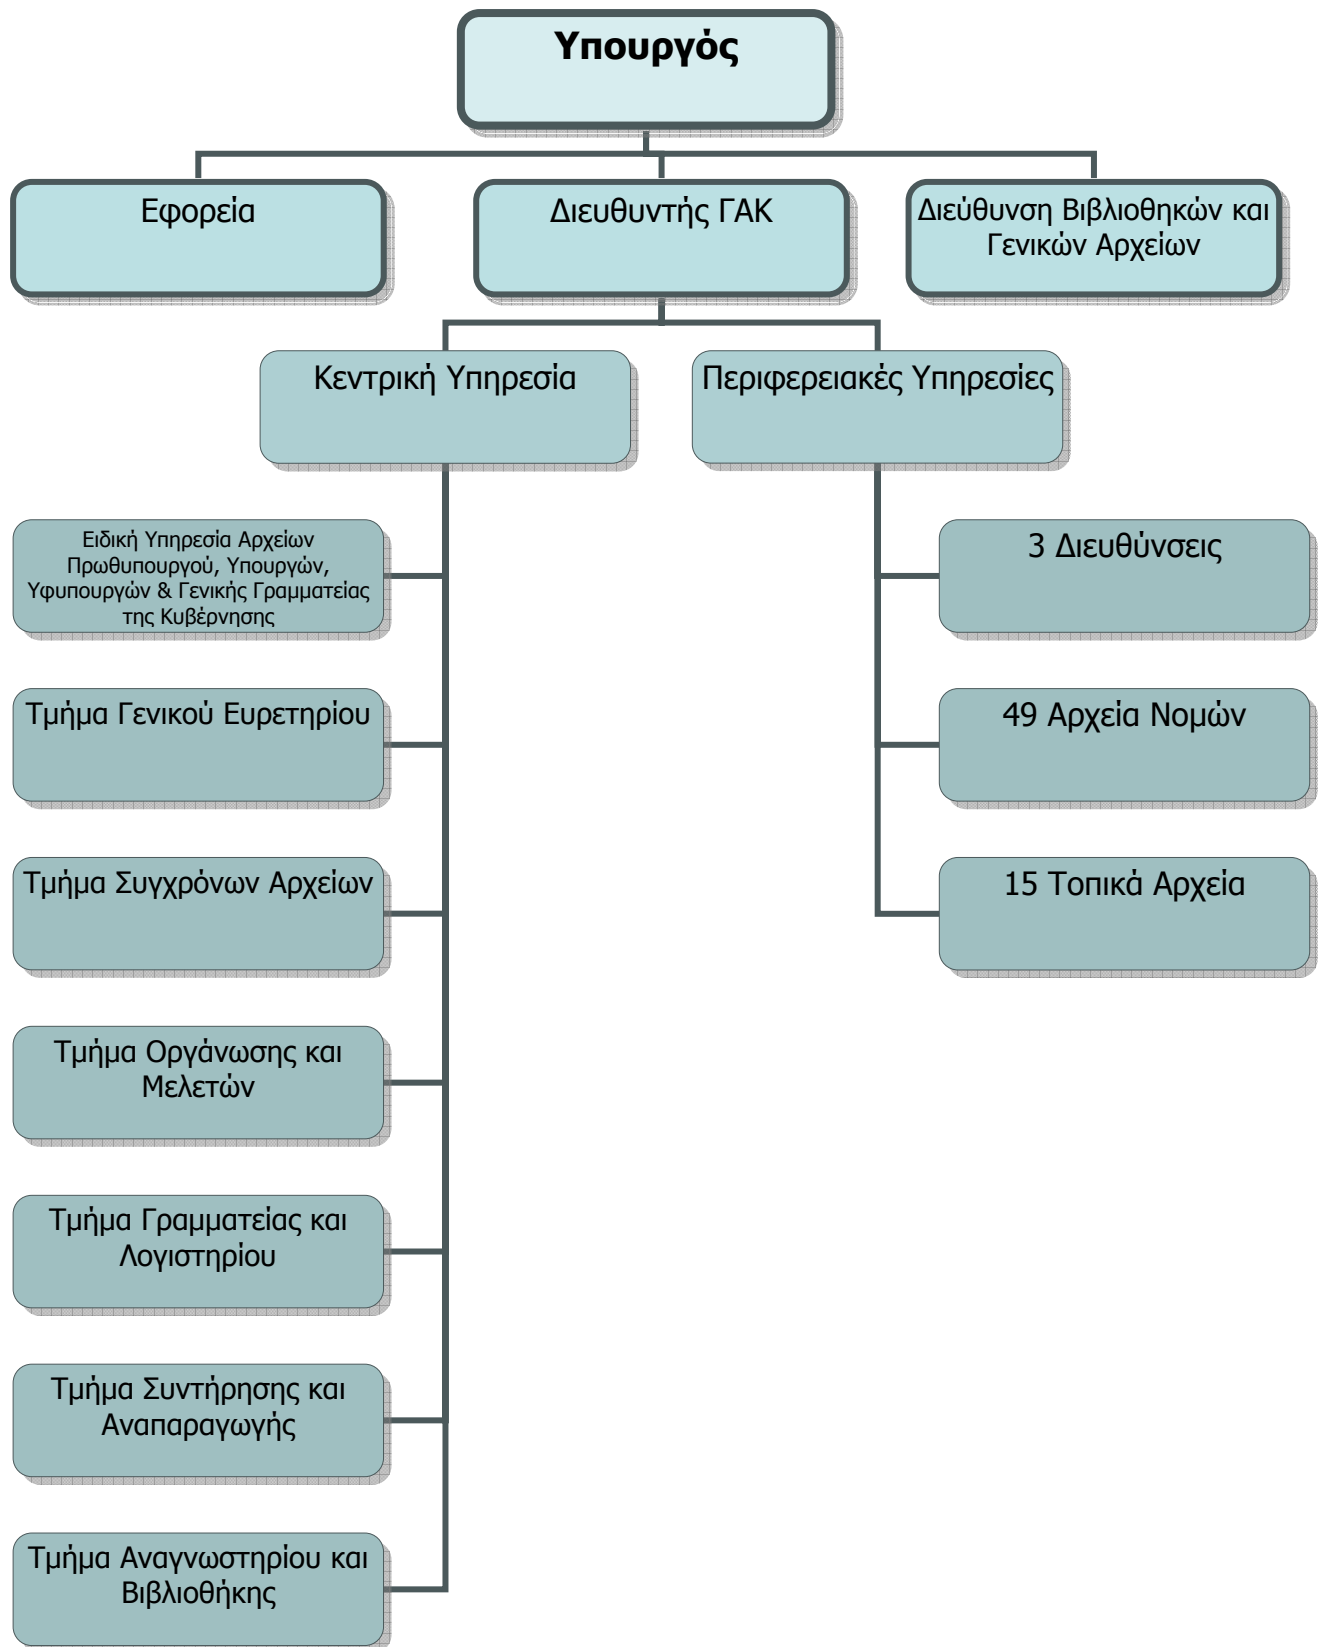 Υπουργός
Εφορεία
Διευθυντής ΓΑΚ
Διεύθυνση Βιβλιοθηκών και
Γενικών Αρχείων
Κεντρική Υπηρεσία
Περιφερειακές Υπηρεσίες
Ειδική Υπηρεσία Αρχείων
Πρωθυπουργού, Υπουργών,
Υφυπουργών & Γενικής Γραμματείας
της Κυβέρνησης
3 Διευθύνσεις
Τμήμα Γενικού Ευρετηρίου
49 Αρχεία Νομών
Τμήμα Συγχρόνων Αρχείων
15 Τοπικά Αρχεία
Τμήμα Οργάνωσης και
Μελετών
Τμήμα Γραμματείας και
Λογιστηρίου
Τμήμα Συντήρησης και
Αναπαραγωγής
Τμήμα Αναγνωστηρίου και
Βιβλιοθήκης